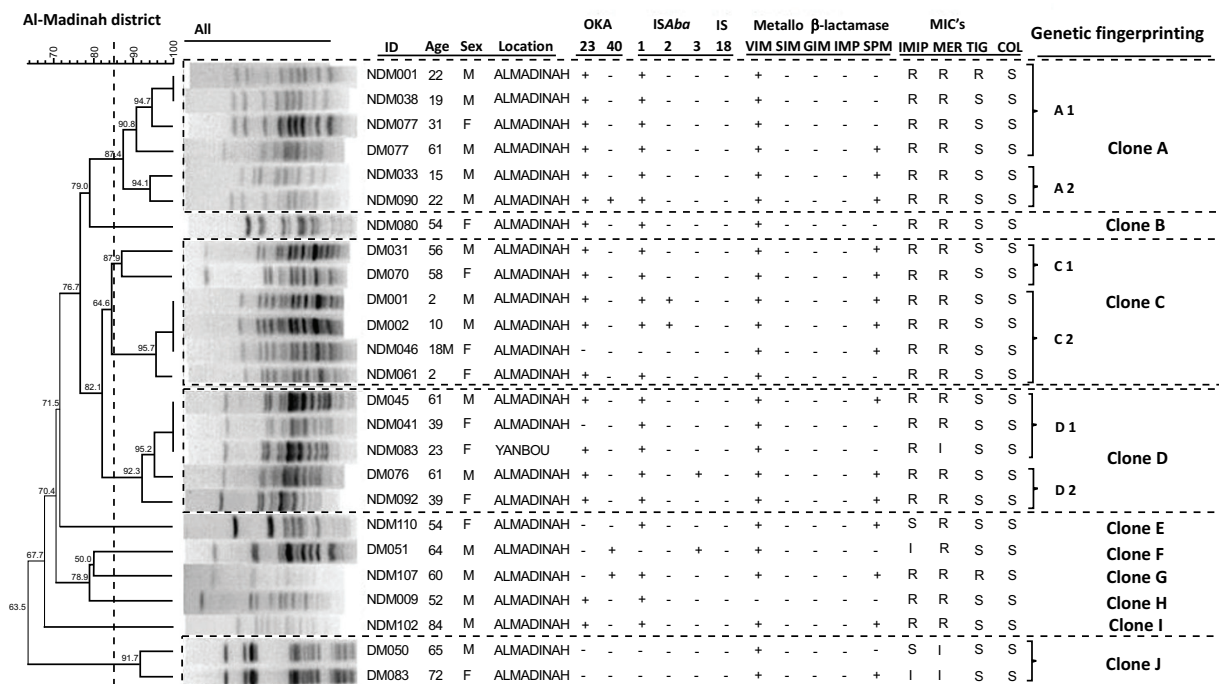 Al-Madinah district
All
OKA ISAba IS Metallo β-lactamase MIC's
Genetic fingerprinting
70 80 90 100
ID Age Sex Location 23 40 1 2 3 18 VIM SIM GIM IMP SPM IMIP MER TIG COL
NDM001 22 M ALMADINAH + - + - - - + - - - - R R R S
NDM038 19 M ALMADINAH + - + - - - + - - - - R R S S
NDM077 31 F ALMADINAH + - + - - - + - - - - R R S S
DM077 61 M ALMADINAH + - + - - - + - - - + R R S S
NDM033 15 M ALMADINAH + - + - - - + - - - + R R S S
NDM090 22 M ALMADINAH + + + - - - + - - - + R R S S
NDM080 54 F ALMADINAH + - + - - - + - - - - R R S S
DM031 56 M ALMADINAH + - + - - - + - - - + R R S S
DM070 58 F ALMADINAH + - + - - - + - - - + R R S S
DM001 2 M ALMADINAH + - + + - - + - - - + R R S S
DM002 10 M ALMADINAH + - + + - - + - - - + R R S S
NDM046 18M F ALMADINAH - - - - - - + - - - + R R S S
NDM061 2 F ALMADINAH + - + - - - + - - - - R R S S
DM045 61 M ALMADINAH + - + - - - + - - - + R R S S
NDM041 39 F ALMADINAH - - + - - - + - - - - R R S S
NDM083 23 F YANBOU + - + - - - + - - - - R I S S
DM076 61 M ALMADINAH + - + - + - + - - - + R R S S
NDM092 39 F ALMADINAH + - + - - - + - - - + R R S S
NDM110 54 F ALMADINAH - - + - - - + - - - + S R S S
DM051 64 M ALMADINAH - + - - + - + - - - - I R S S
NDM107 60 M ALMADINAH - + + - - - + - - - + R R R S
NDM009 52 M ALMADINAH + - + - - - - - - - - R R S S
NDM102 84 M ALMADINAH + - + - - - + - - - + R R S S
DM050 65 M ALMADINAH - - - - - - + - - - - S I S S
DM083 72 F ALMADINAH - - - - - - + - - - + I I S S
A 1
Clone A
A 2
Clone B
C 1
Clone C
C 2
D 1
Clone D
D 2
Clone E
Clone F
Clone G
Clone H
Clone I
Clone J
94.7
90.8
87.4
94.1
79.0
87.9
76.7
64.6
95.7
82.1
71.5
95.2
92.3
70.4
67.7
50.0
78.9
63.5
91.7